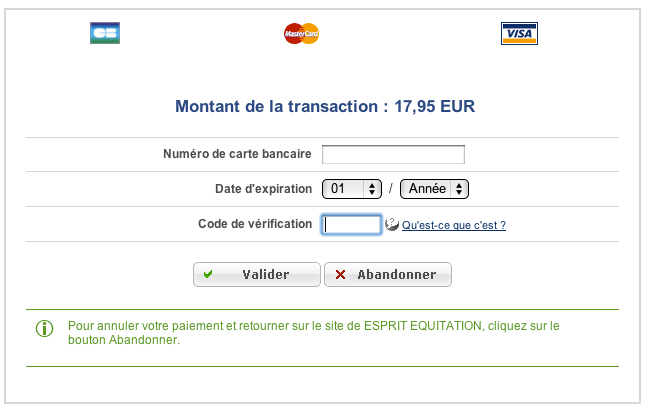 CB MasterCard VISA
Montant de la transaction : 17,95 EUR
Numéro de carte bancaire
Date d'expiration 01 / Année
Code de vérification Qu'est-ce que c'est ?
Valider Abandonner
Pour annuler votre paiement et retourner sur le site de ESPRIT EQUITATION, cliquez sur le
bouton Abandonner.